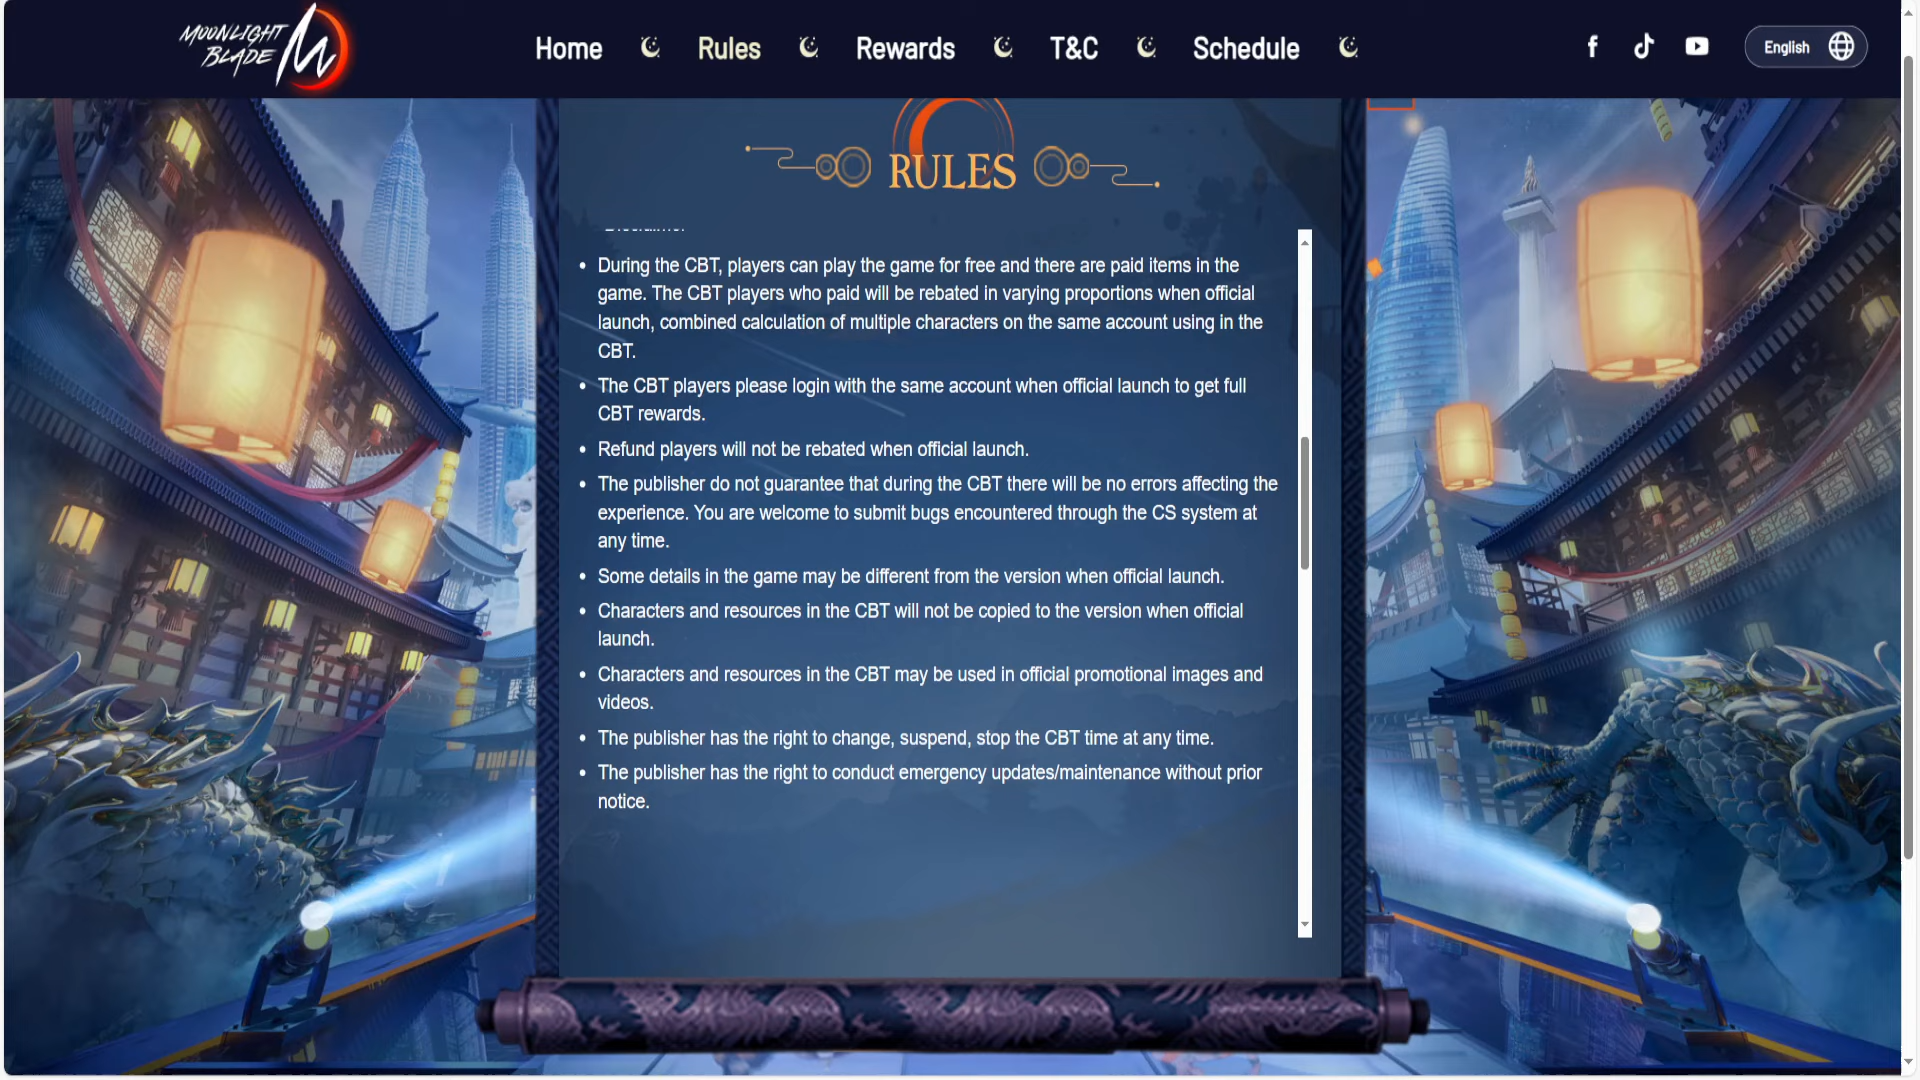 MOONLIGHT
BLADE M
Home Rules Rewards T&C Schedule English
RULES
During the CBT, players can play the game for free and there are paid items in the
game. The CBT players who paid will be rebated in varying proportions when official
launch, combined calculation of multiple characters on the same account using in the
CBT.
The CBT players please login with the same account when official launch to get full
CBT rewards.
Refund players will not be rebated when official launch.
The publisher do not guarantee that during the CBT there will be no errors affecting the
experience. You are welcome to submit bugs encountered through the CS system at
any time.
Some details in the game may be different from the version when official launch.
Characters and resources in the CBT will not be copied to the version when official
launch.
Characters and resources in the CBT may be used in official promotional images and
videos.
The publisher has the right to change, suspend, stop the CBT time at any time.
The publisher has the right to conduct emergency updates/maintenance without prior
notice.